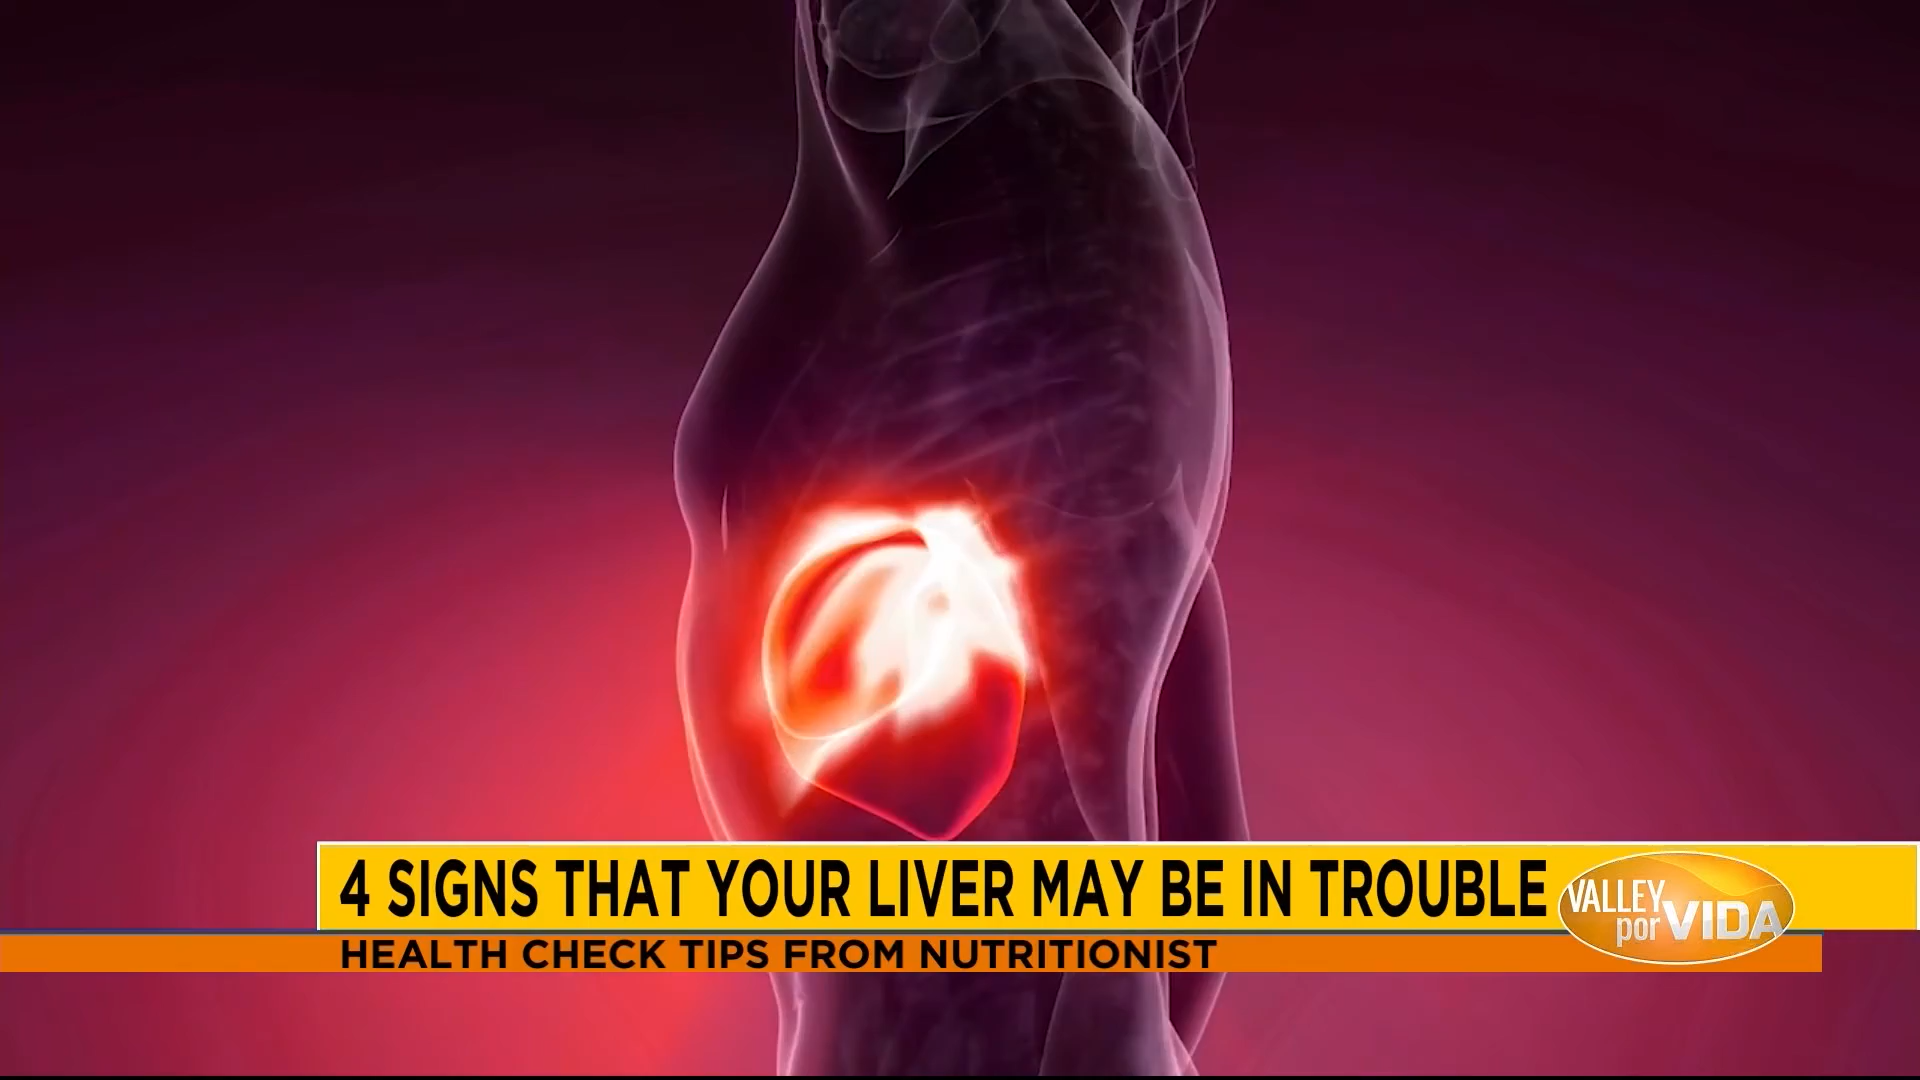 4 SIGNS THAT YOUR LIVER MAY BE IN TROUBLE
VALLEY
por VIDA
HEALTH CHECK TIPS FROM NUTRITIONIST